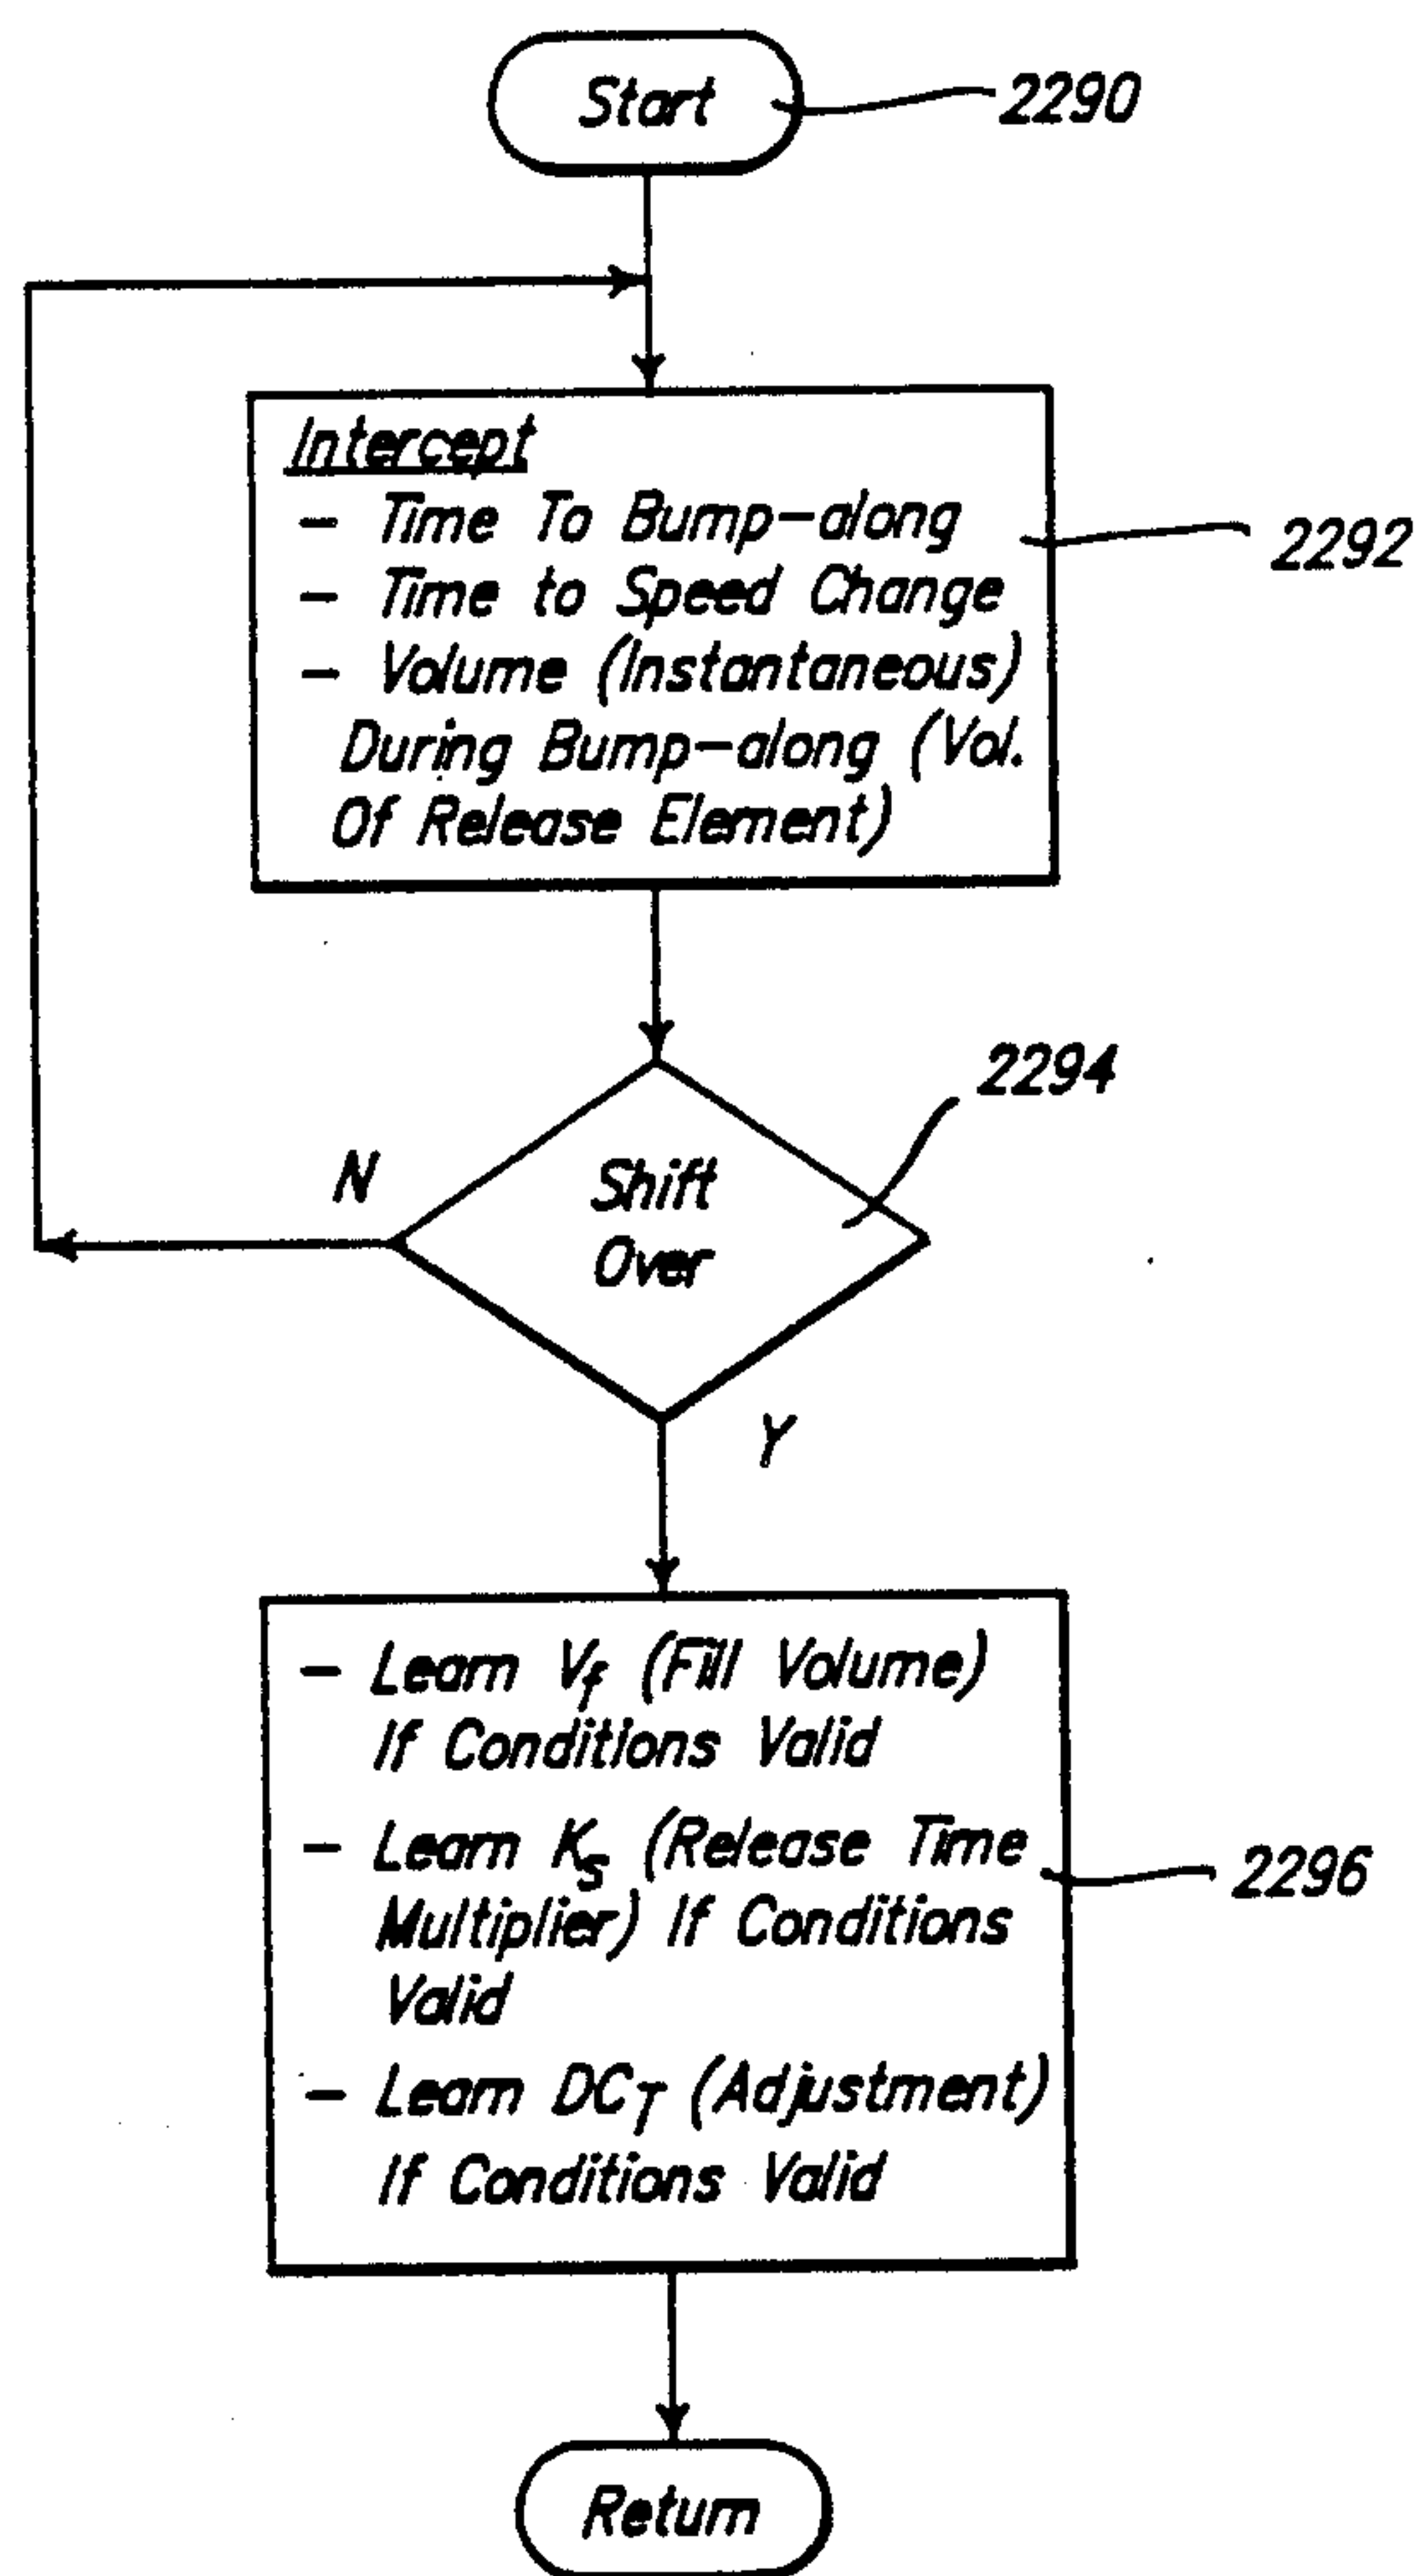 Start
2290
Intercept
- Time To Bump-along
2292
- Time to Speed Change
- Volume (Instantaneous)
During Bump-along (Vol.
Of Release Element)
2294
N
Shift
Over
Y
- Learn Vf (Fill Volume)
If Conditions Valid
- Learn Ks (Release Time
2296
Multiplier) If Conditions
Valid
- Learn DCT (Adjustment)
If Conditions Valid
Return